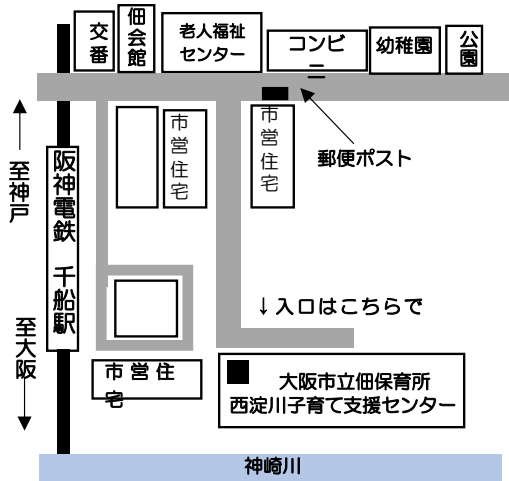 交番
佃会館
老人福祉
センター
コンビ
ニ
幼稚園
公園
郵便ポスト
市営住宅
市営住宅
至神戸
阪神電鉄　千船駅
至大阪
↓入口はこちらで
市営住
宅
大阪市立佃保育所
西淀川子育て支援センター
神崎川